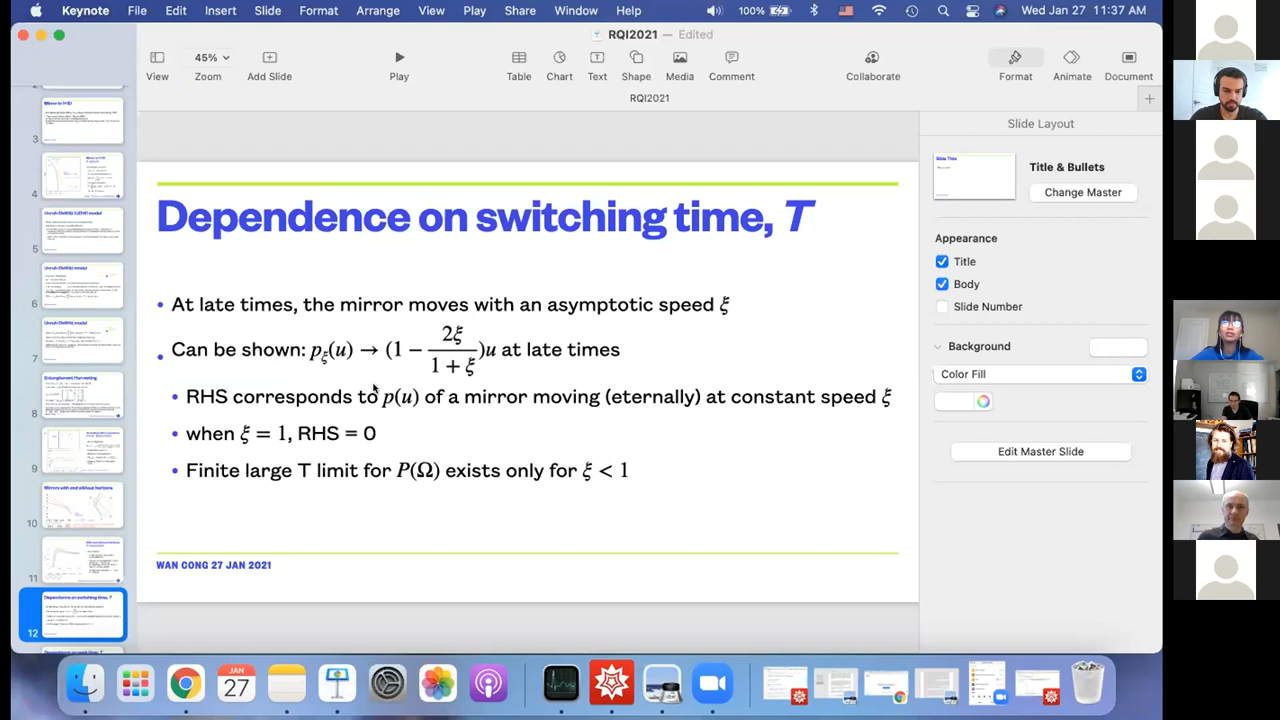 Keynote File Edit Insert Slide Format Arrange View Play Share Window Help 100% Wed Jan 27 11:37 AM
RQI2021 — Edited
45%
View Zoom Add Slide Play Table Chart Text Shape Media Comment Collaborate Format Animate Document
RQI2021
Slide Layout
Title & Bullets
Change Master
Appearance
Title
Body
Slide Number
Background
Color Fill
Edit Master Slide
3
4
5
6
7
8
9
10
11
12
Dependance on switching time, T
• At late times, the mirror moves with an asymptotic speed ξ
• Can be shown: p_ξ(u) → (1 − 2ξ/(1 + ξ))u at late times
• RHS corresponds to p(u) of a mirror moving (eternally) at constant speed ξ
• when ξ = 1, RHS = 0
• Finite large T limit for P(Ω) exists only for ξ < 1
WAN CONG 27 JAN 2021
JAN
27